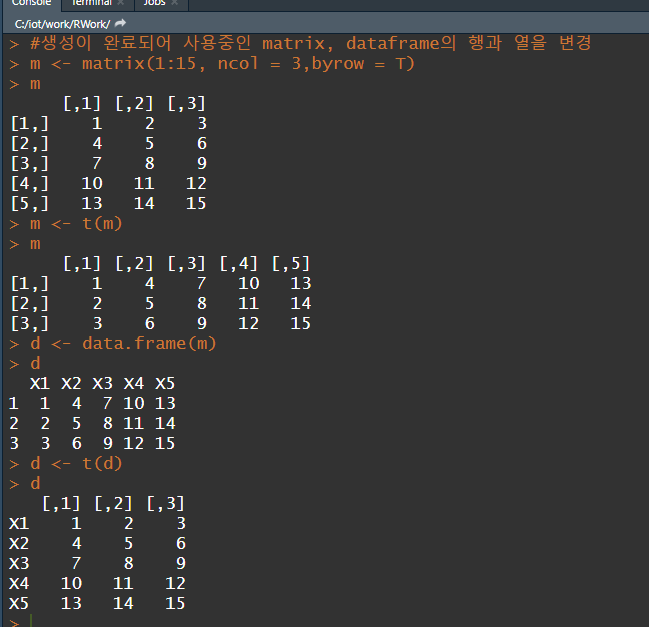 Console Terminal × Jobs ×
C:/iot/work/RWork/
> #생성이 완료되어 사용중인 matrix, dataframe의 행과 열을 변경
> m <- matrix(1:15, ncol = 3,byrow = T)
> m
[,1] [,2] [,3]
[1,] 1 2 3
[2,] 4 5 6
[3,] 7 8 9
[4,] 10 11 12
[5,] 13 14 15
> m <- t(m)
> m
[,1] [,2] [,3] [,4] [,5]
[1,] 1 4 7 10 13
[2,] 2 5 8 11 14
[3,] 3 6 9 12 15
> d <- data.frame(m)
> d
X1 X2 X3 X4 X5
1 1 4 7 10 13
2 2 5 8 11 14
3 3 6 9 12 15
> d <- t(d)
> d
[,1] [,2] [,3]
X1 1 2 3
X2 4 5 6
X3 7 8 9
X4 10 11 12
X5 13 14 15
>